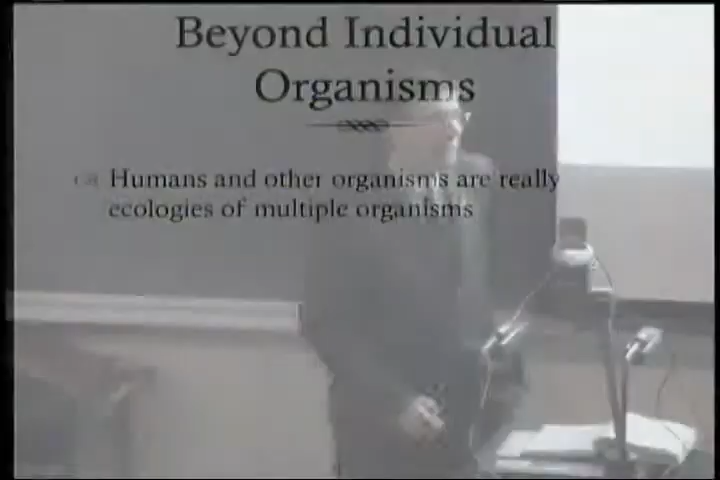 Beyond Individual
Organisms
Humans and other organisms are really
ecologies of multiple organisms